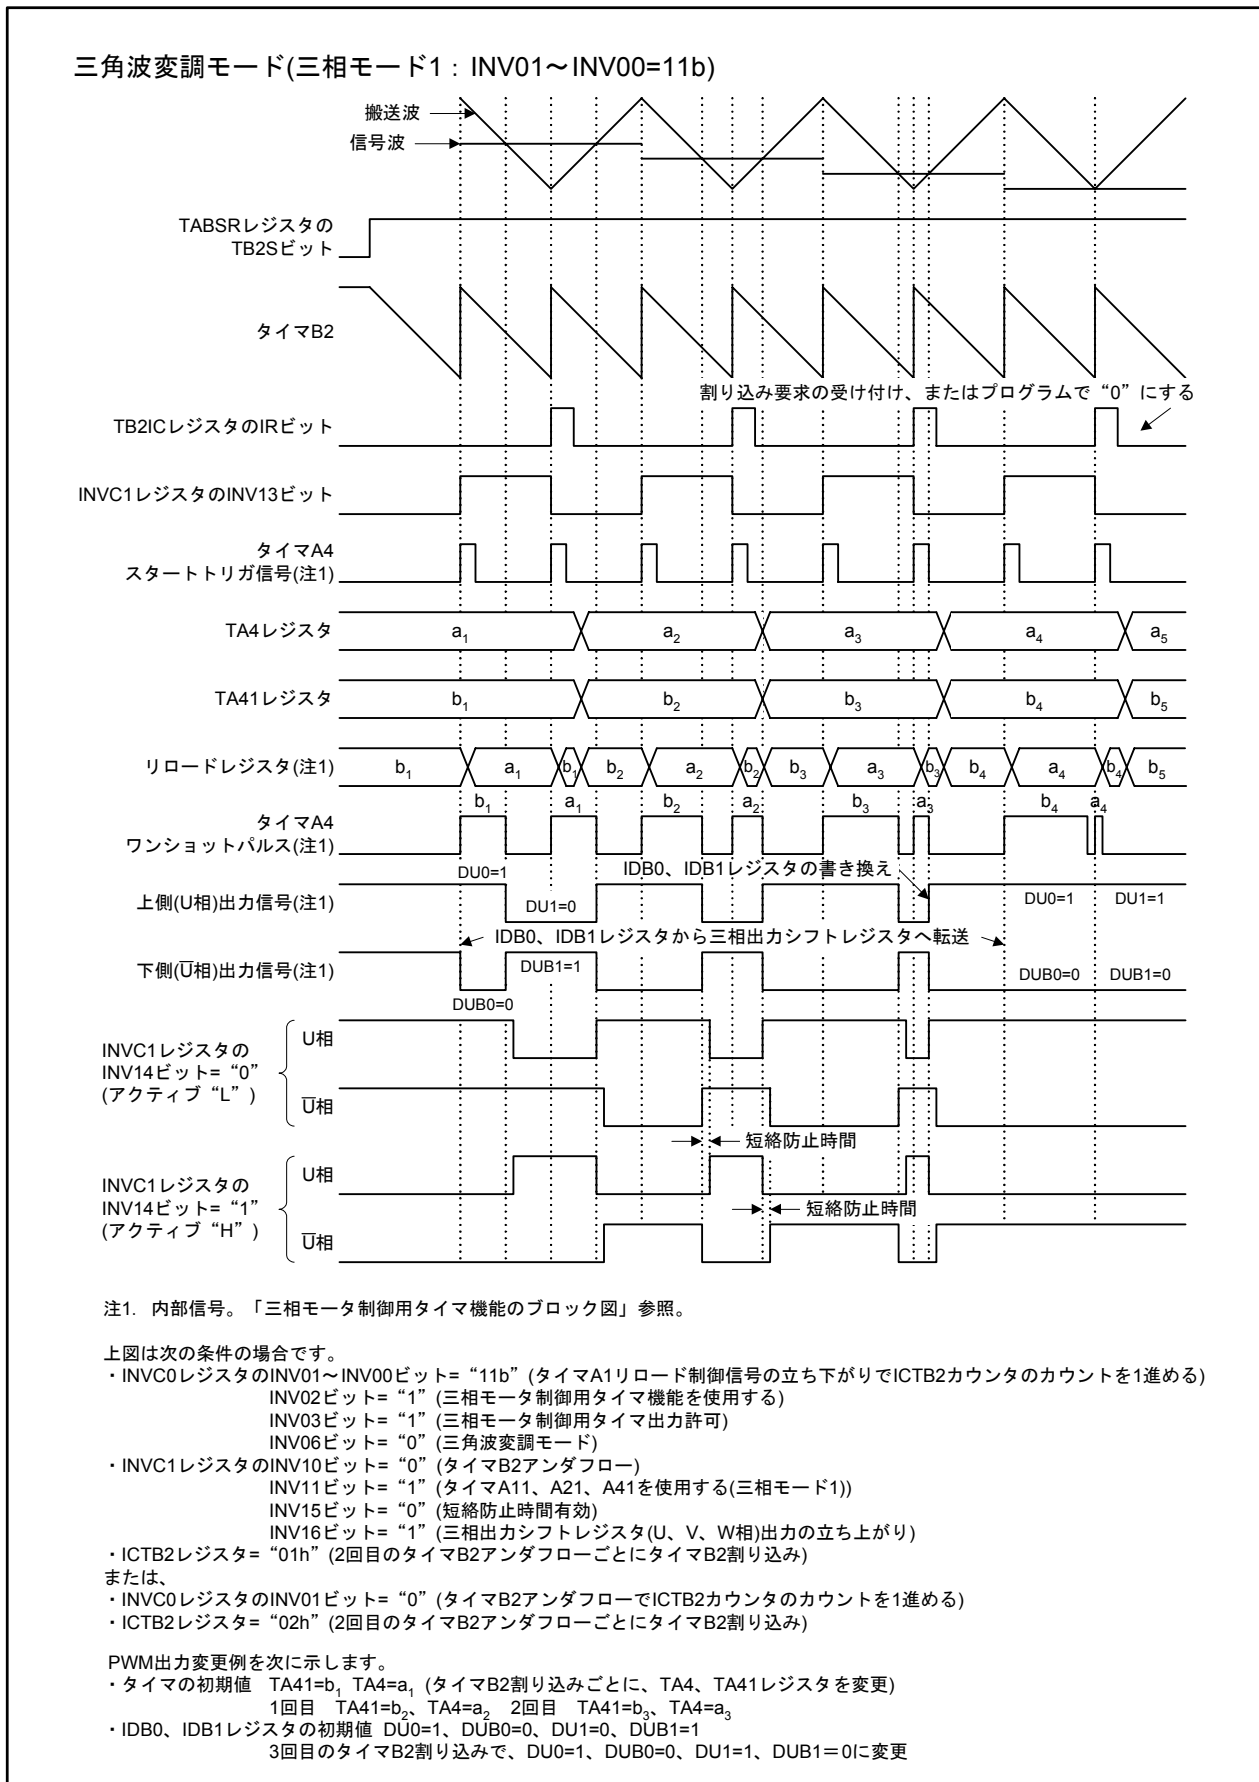 三角波変調モード(三相モード1 : INV01～INV00=11b)
搬送波
信号波
TABSRレジスタの
TB2Sビット
タイマB2
割り込み要求の受け付け、またはプログラムで“0”にする
TB2ICレジスタのIRビット
INVC1レジスタのINV13ビット
タイマA4
スタートトリガ信号(注1)
TA4レジスタ a1 a2 a3 a4 a5
TA41レジスタ b1 b2 b3 b4 b5
リロードレジスタ(注1) b1 a1 b1 b2 a2 b2 b3 a3 b3 b4 a4 b4 b5
b1 a1 b2 a2 b3 a3 b4 a4
タイマA4
ワンショットパルス(注1)
DU0=1 IDB0、IDB1レジスタの書き換え
上側(U相)出力信号(注1) DU1=0 DU0=1 DU1=1
IDB0、IDB1レジスタから三相出力シフトレジスタへ転送
下側(U̅相)出力信号(注1) DUB1=1 DUB0=0 DUB1=0
DUB0=0
INVC1レジスタの
INV14ビット=“0”
(アクティブ“L”)
U相
U̅相
短絡防止時間
INVC1レジスタの
INV14ビット=“1”
(アクティブ“H”)
U相
短絡防止時間
U̅相
注1. 内部信号。「三相モータ制御用タイマ機能のブロック図」参照。
上図は次の条件の場合です。
・INVC0レジスタのINV01～INV00ビット=“11b”(タイマA1リロード制御信号の立ち下がりでICTB2カウンタのカウントを1進める)
INV02ビット=“1”(三相モータ制御用タイマ機能を使用する)
INV03ビット=“1”(三相モータ制御用タイマ出力許可)
INV06ビット=“0”(三角波変調モード)
・INVC1レジスタのINV10ビット=“0”(タイマB2アンダフロー)
INV11ビット=“1”(タイマA11、A21、A41を使用する(三相モード1))
INV15ビット=“0”(短絡防止時間有効)
INV16ビット=“1”(三相出力シフトレジスタ(U、V、W相)出力の立ち上がり)
・ICTB2レジスタ=“01h”(2回目のタイマB2アンダフローごとにタイマB2割り込み)
または、
・INVC0レジスタのINV01ビット=“0”(タイマB2アンダフローでICTB2カウンタのカウントを1進める)
・ICTB2レジスタ=“02h”(2回目のタイマB2アンダフローごとにタイマB2割り込み)
PWM出力変更例を次に示します。
・タイマの初期値 TA41=b1 TA4=a1 (タイマB2割り込みごとに、TA4、TA41レジスタを変更)
1回目 TA41=b2、TA4=a2 2回目 TA41=b3、TA4=a3
・IDB0、IDB1レジスタの初期値 DU0=1、DUB0=0、DU1=0、DUB1=1
3回目のタイマB2割り込みで、DU0=1、DUB0=0、DU1=1、DUB1＝0に変更